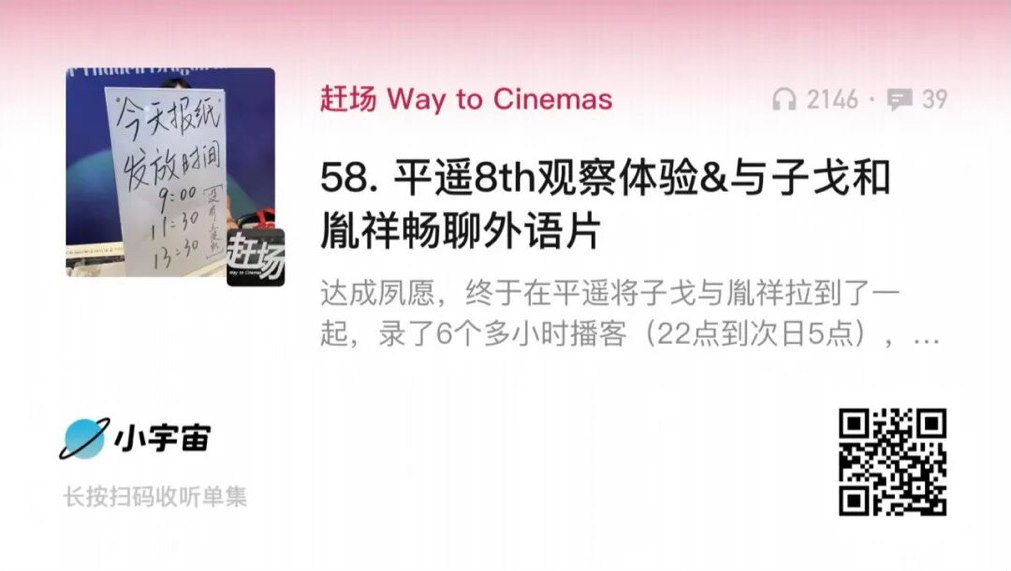 今天报纸
发放时间
9:00
11:30
13:30
赶场
Way to Cinemas
赶场 Way to Cinemas
2146 · 39
58. 平遥8th观察体验&与子戈和
胤祥畅聊外语片
达成夙愿，终于在平遥将子戈与胤祥拉到了一
起，录了6个多小时播客（22点到次日5点），...
小宇宙
长按扫码收听单集